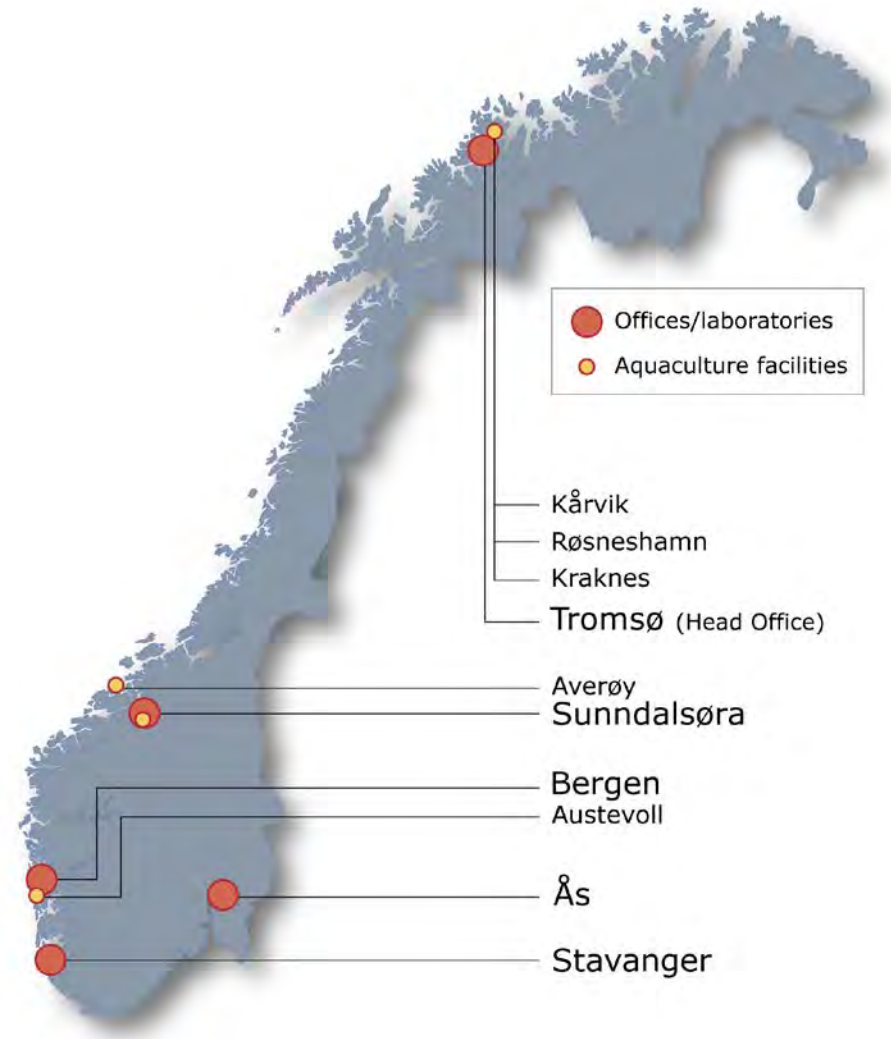 Offices/laboratories
Aquaculture facilities
Kårvik
Røsneshamn
Kraknes
Tromsø (Head Office)
Averøy
Sunndalsøra
Bergen
Austevoll
Ås
Stavanger